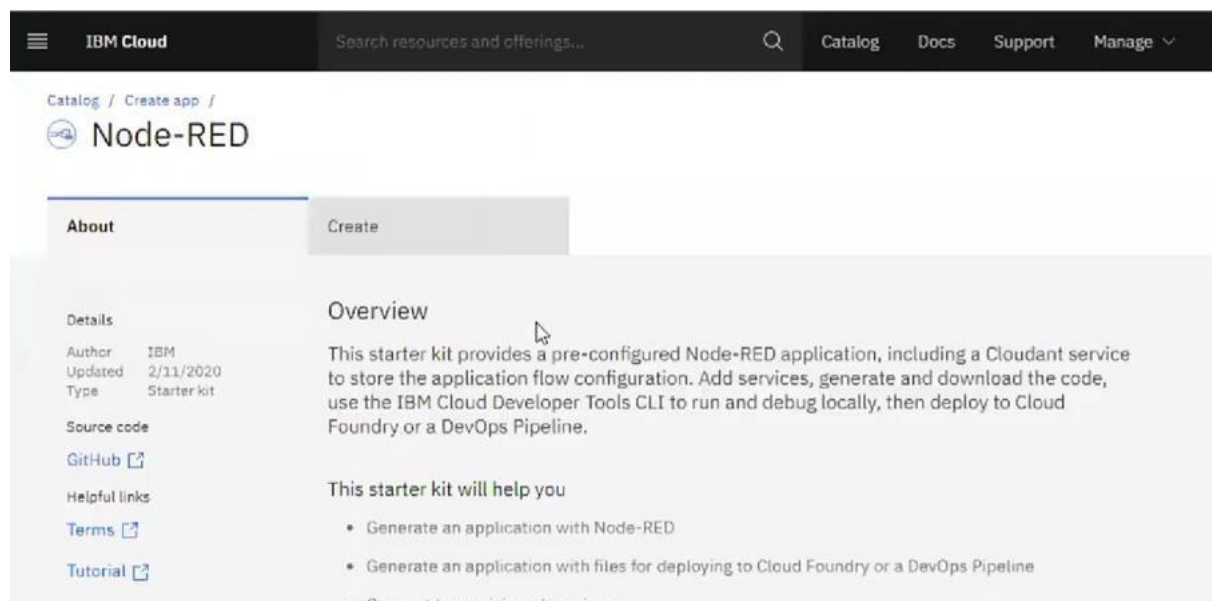 IBM Cloud Search resources and offerings... Catalog Docs Support Manage
Catalog / Create app /
Node-RED
About Create
Details
Author IBM
Updated 2/11/2020
Type Starter kit
Source code
GitHub
Helpful links
Terms
Tutorial
Overview
This starter kit provides a pre-configured Node-RED application, including a Cloudant service
to store the application flow configuration. Add services, generate and download the code,
use the IBM Cloud Developer Tools CLI to run and debug locally, then deploy to Cloud
Foundry or a DevOps Pipeline.
This starter kit will help you
• Generate an application with Node-RED
• Generate an application with files for deploying to Cloud Foundry or a DevOps Pipeline